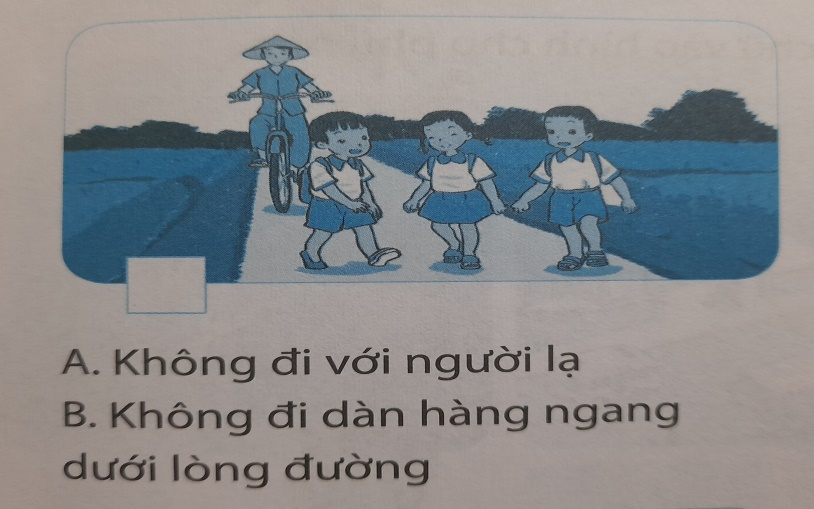 A. Không đi với người lạ
B. Không đi dàn hàng ngang
dưới lòng đường